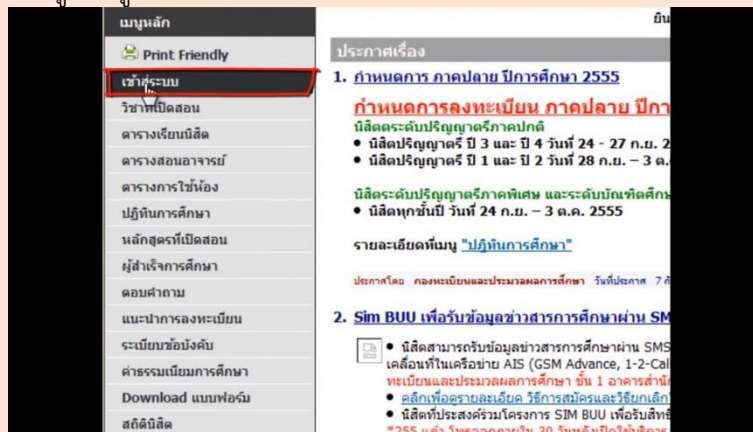 เมนูหลัก
Print Friendly
เข้าสู่ระบบ
วิชาที่เปิดสอน
ตารางเรียนนิสิต
ตารางสอนอาจารย์
ตารางการใช้ห้อง
ปฏิทินการศึกษา
หลักสูตรที่เปิดสอน
ผู้สำเร็จการศึกษา
ตอบคำถาม
แนะนำการลงทะเบียน
ระเบียบข้อบังคับ
ค่าธรรมเนียมการศึกษา
Download แบบฟอร์ม
สถิตินิสิต
ยิน
ประกาศเรื่อง
1. กำหนดการ ภาคปลาย ปีการศึกษา 2555
กำหนดการลงทะเบียน ภาคปลาย ปีกา
นิสิตระดับปริญญาตรีภาคปกติ
• นิสิตปริญญาตรี ปี 3 และ ปี 4 วันที่ 24 - 27 ก.ย. 2
• นิสิตปริญญาตรี ปี 1 และ ปี 2 วันที่ 28 ก.ย. – 3 ต.
นิสิตระดับปริญญาตรีภาคพิเศษ และระดับบัณฑิตศึก
• นิสิตทุกชั้นปี วันที่ 24 ก.ย. – 3 ต.ค. 2555
รายละเอียดที่เมนู "ปฏิทินการศึกษา"
ประกาศโดย กองทะเบียนและประมวลผลการศึกษา วันที่ประกาศ 7 กั
2. Sim BUU เพื่อรับข้อมูลข่าวสารการศึกษาผ่าน SM
• นิสิตสามารถรับข้อมูลข่าวสารการศึกษาผ่าน SMS
เคลื่อนที่ในเครือข่าย AIS (GSM Advance, 1-2-Cal
ทะเบียนและประมวลผลการศึกษา ชั้น 1 อาคารสำนั
• คลิกเพื่อดูรายละเอียด วิธีการสมัครและวิธียกเลิก
• นิสิตที่ประสงค์ร่วมโครงการ SIM BUU เพื่อรับสิทธิ